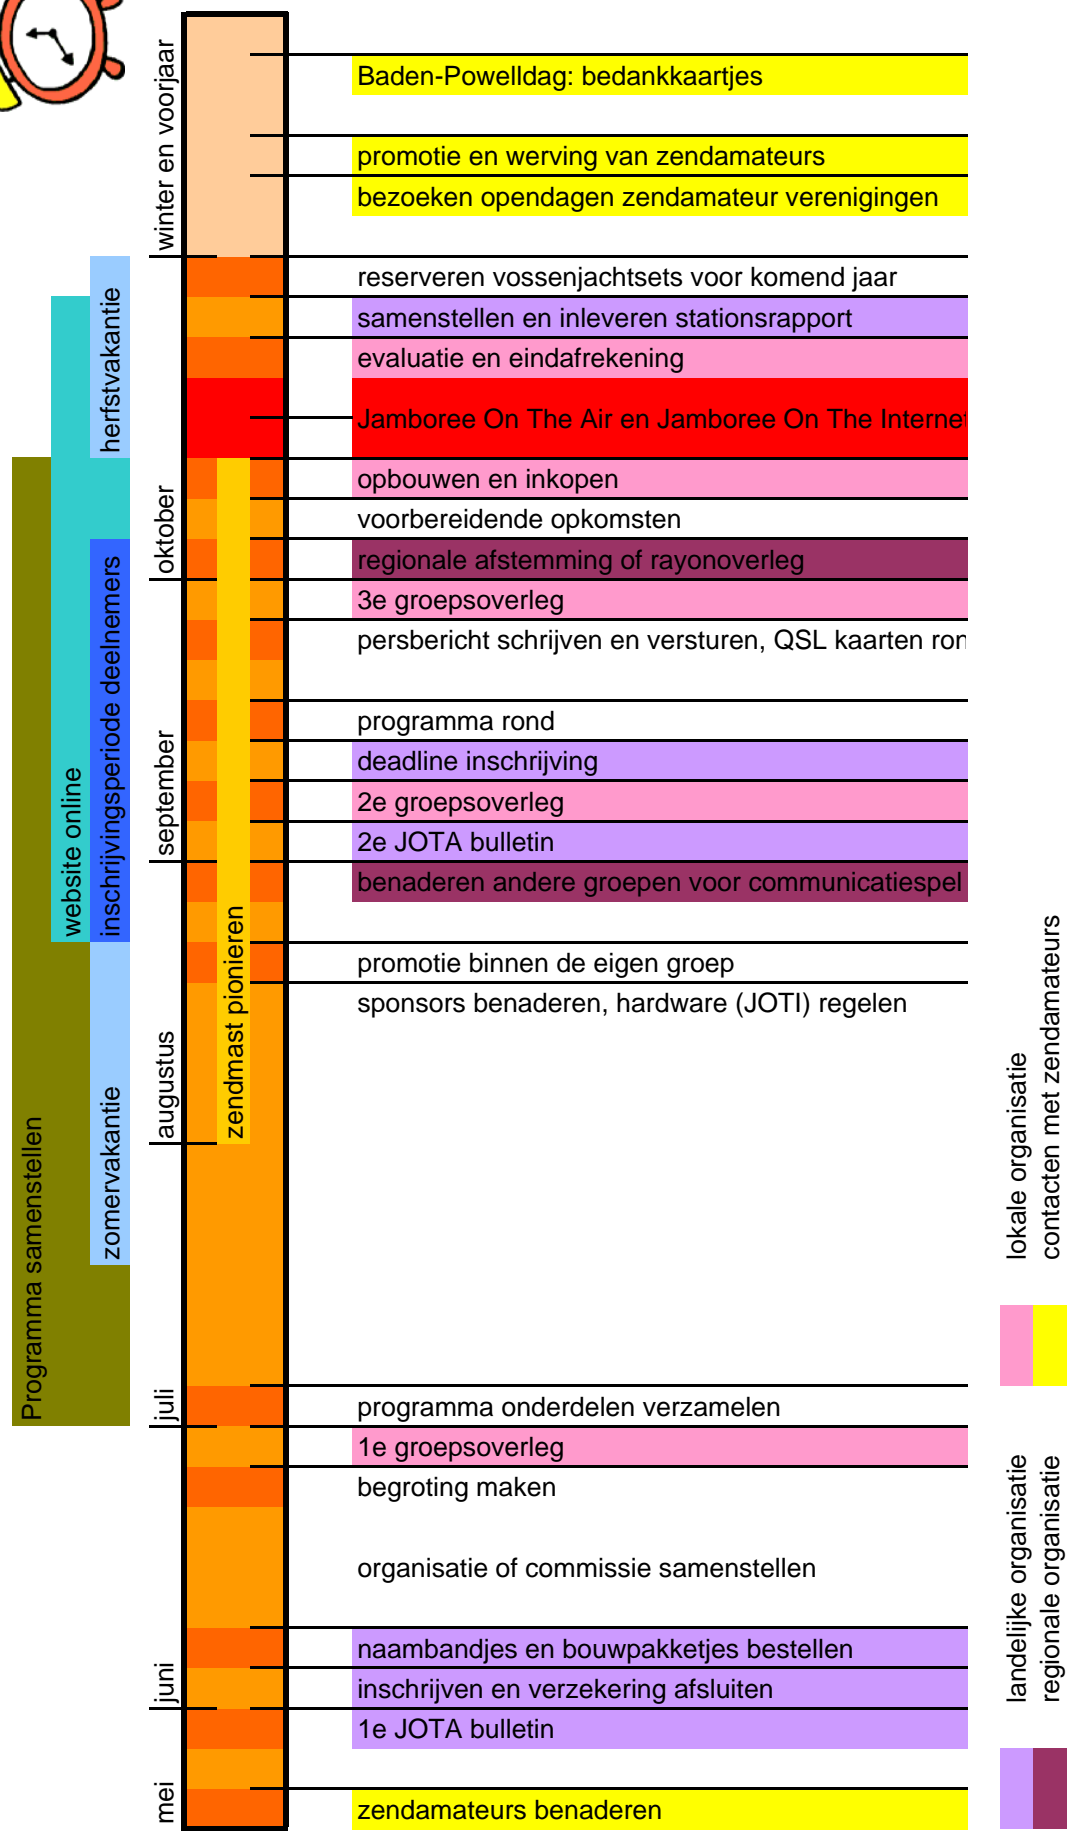 winter en voorjaar
Baden-Powelldag: bedankkaartjes
promotie en werving van zendamateurs
bezoeken opendagen zendamateur verenigingen
reserveren vossenjachtsets voor komend jaar
samenstellen en inleveren stationsrapport
evaluatie en eindafrekening
herfstvakantie
Jamboree On The Air en Jamboree On The Interne
opbouwen en inkopen
voorbereidende opkomsten
oktober
regionale afstemming of rayonoverleg
3e groepsoverleg
persbericht schrijven en versturen, QSL kaarten ron
programma rond
deadline inschrijving
2e groepsoverleg
2e JOTA bulletin
september
website online
inschrijvingsperiode deelnemers
benaderen andere groepen voor communicatiespel
promotie binnen de eigen groep
sponsors benaderen, hardware (JOTI) regelen
zendmast pionieren
augustus
zomervakantie
Programma samenstellen
juli
programma onderdelen verzamelen
1e groepsoverleg
begroting maken
organisatie of commissie samenstellen
naambandjes en bouwpakketjes bestellen
inschrijven en verzekering afsluiten
juni
1e JOTA bulletin
mei
zendamateurs benaderen
lokale organisatie
contacten met zendamateurs
landelijke organisatie
regionale organisatie